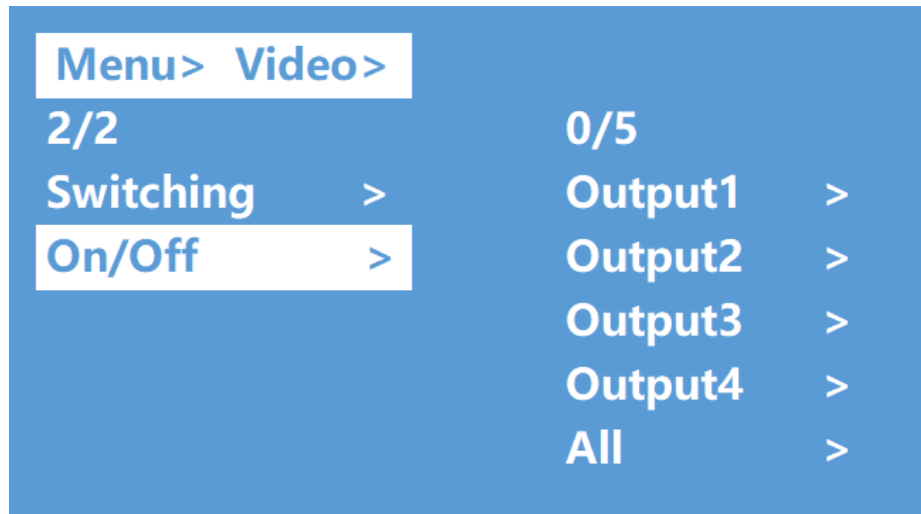 Menu> Video>
2/2
Switching >
On/Off >
0/5
Output1 >
Output2 >
Output3 >
Output4 >
All >